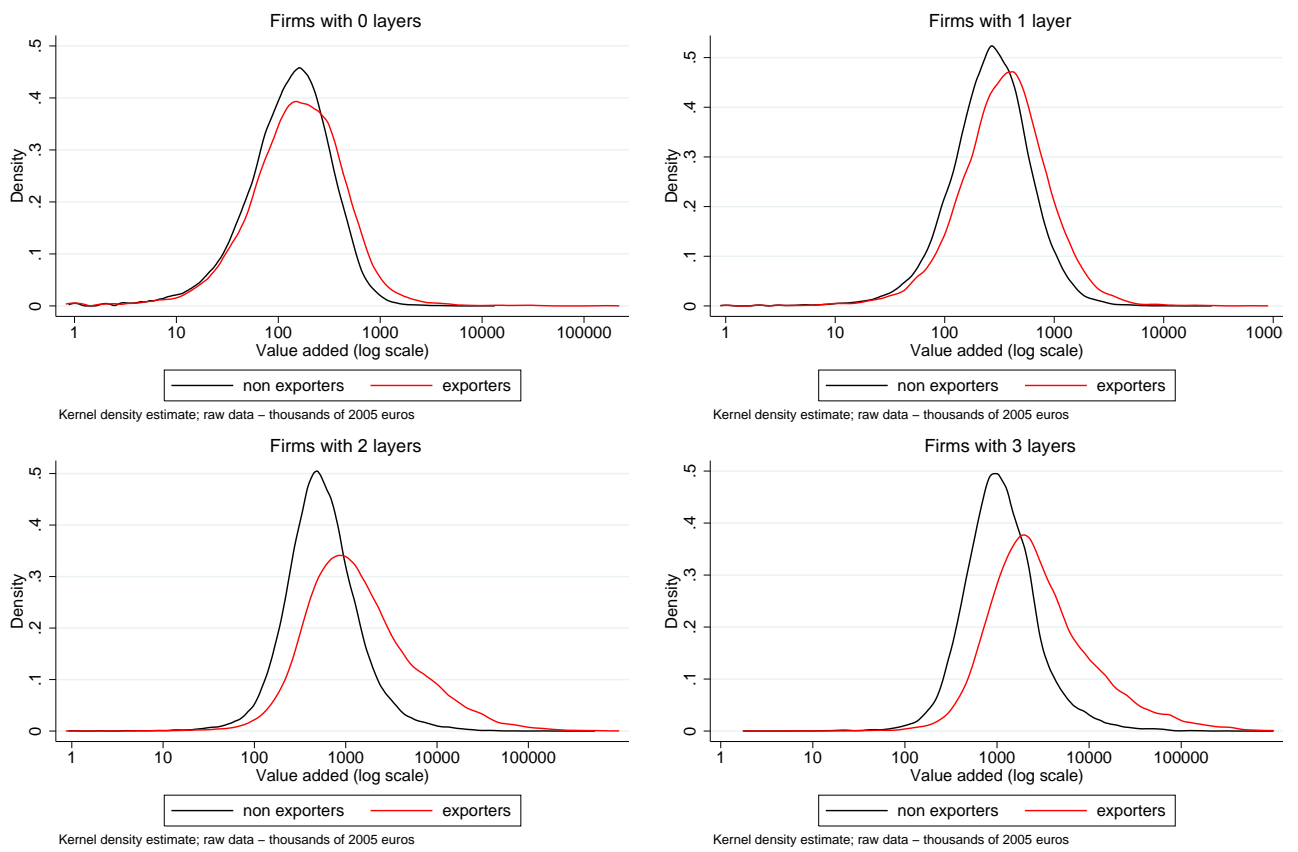 Firms with 0 layers
Density
.5
.4
.3
.2
.1
0
1 10 100 1000 10000 100000
Value added (log scale)
non exporters exporters
Kernel density estimate; raw data – thousands of 2005 euros
Firms with 1 layer
Density
.5
.4
.3
.2
.1
0
1 10 100 1000 10000 1000
Value added (log scale)
non exporters exporters
Kernel density estimate; raw data – thousands of 2005 euros
Firms with 2 layers
Density
.5
.4
.3
.2
.1
0
1 10 100 1000 10000 100000
Value added (log scale)
non exporters exporters
Kernel density estimate; raw data – thousands of 2005 euros
Firms with 3 layers
Density
.5
.4
.3
.2
.1
0
1 10 100 1000 10000 100000
Value added (log scale)
non exporters exporters
Kernel density estimate; raw data – thousands of 2005 euros